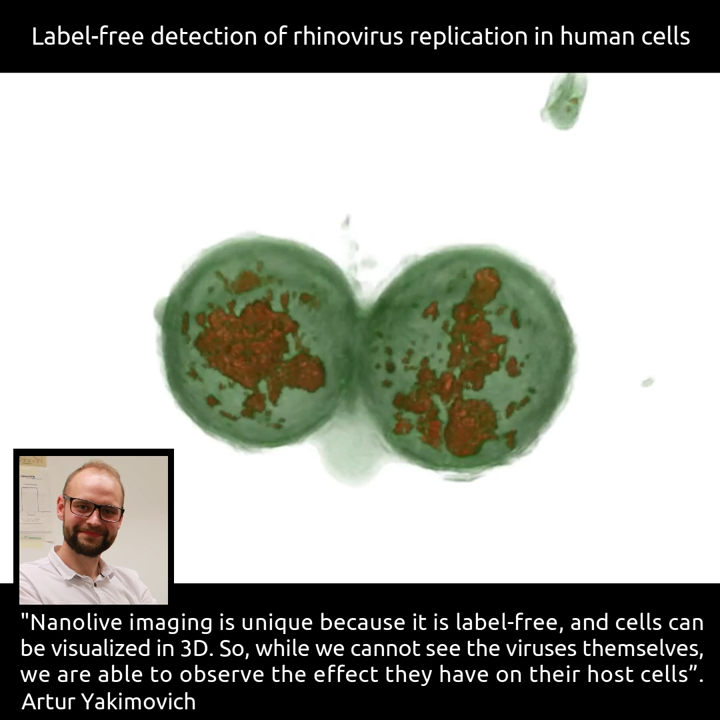 Label-free detection of rhinovirus replication in human cells
"Nanolive imaging is unique because it is label-free, and cells can
be visualized in 3D. So, while we cannot see the viruses themselves,
we are able to observe the effect they have on their host cells”.
Artur Yakimovich